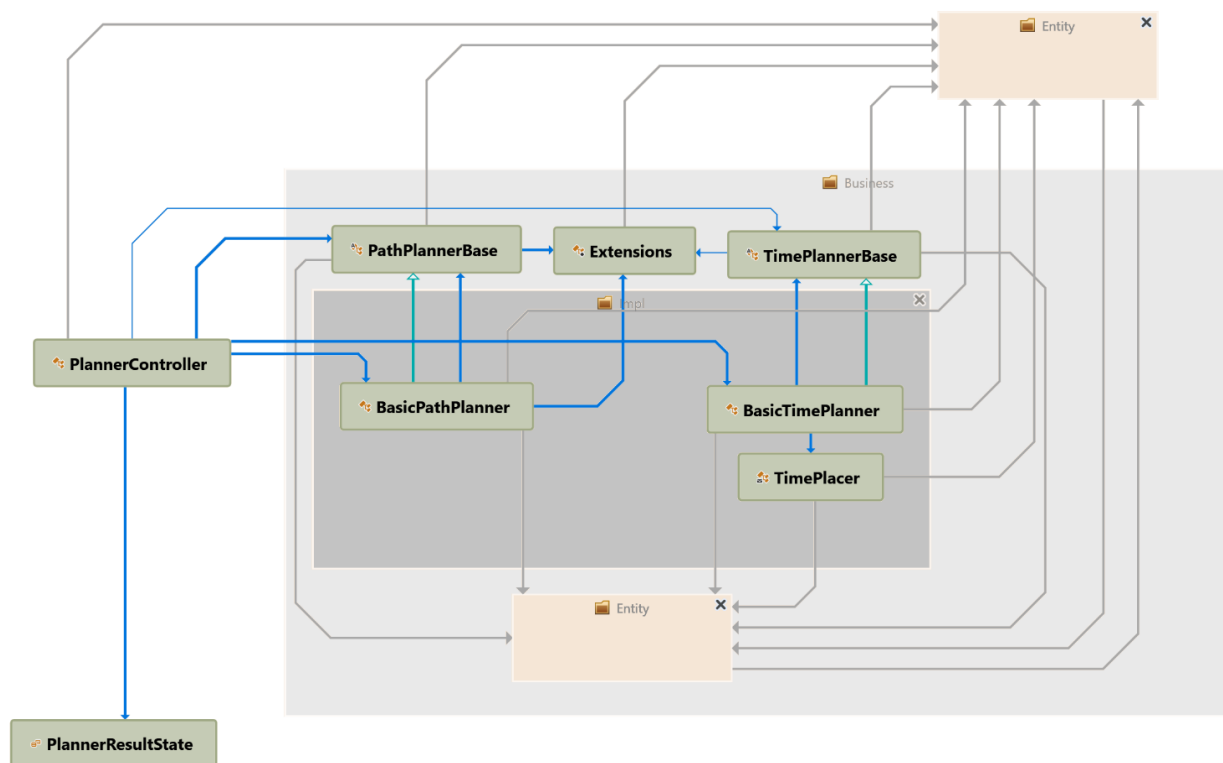 Entity
Business
PathPlannerBase
Extensions
TimePlannerBase
Impl
PlannerController
BasicPathPlanner
BasicTimePlanner
TimePlacer
Entity
PlannerResultState